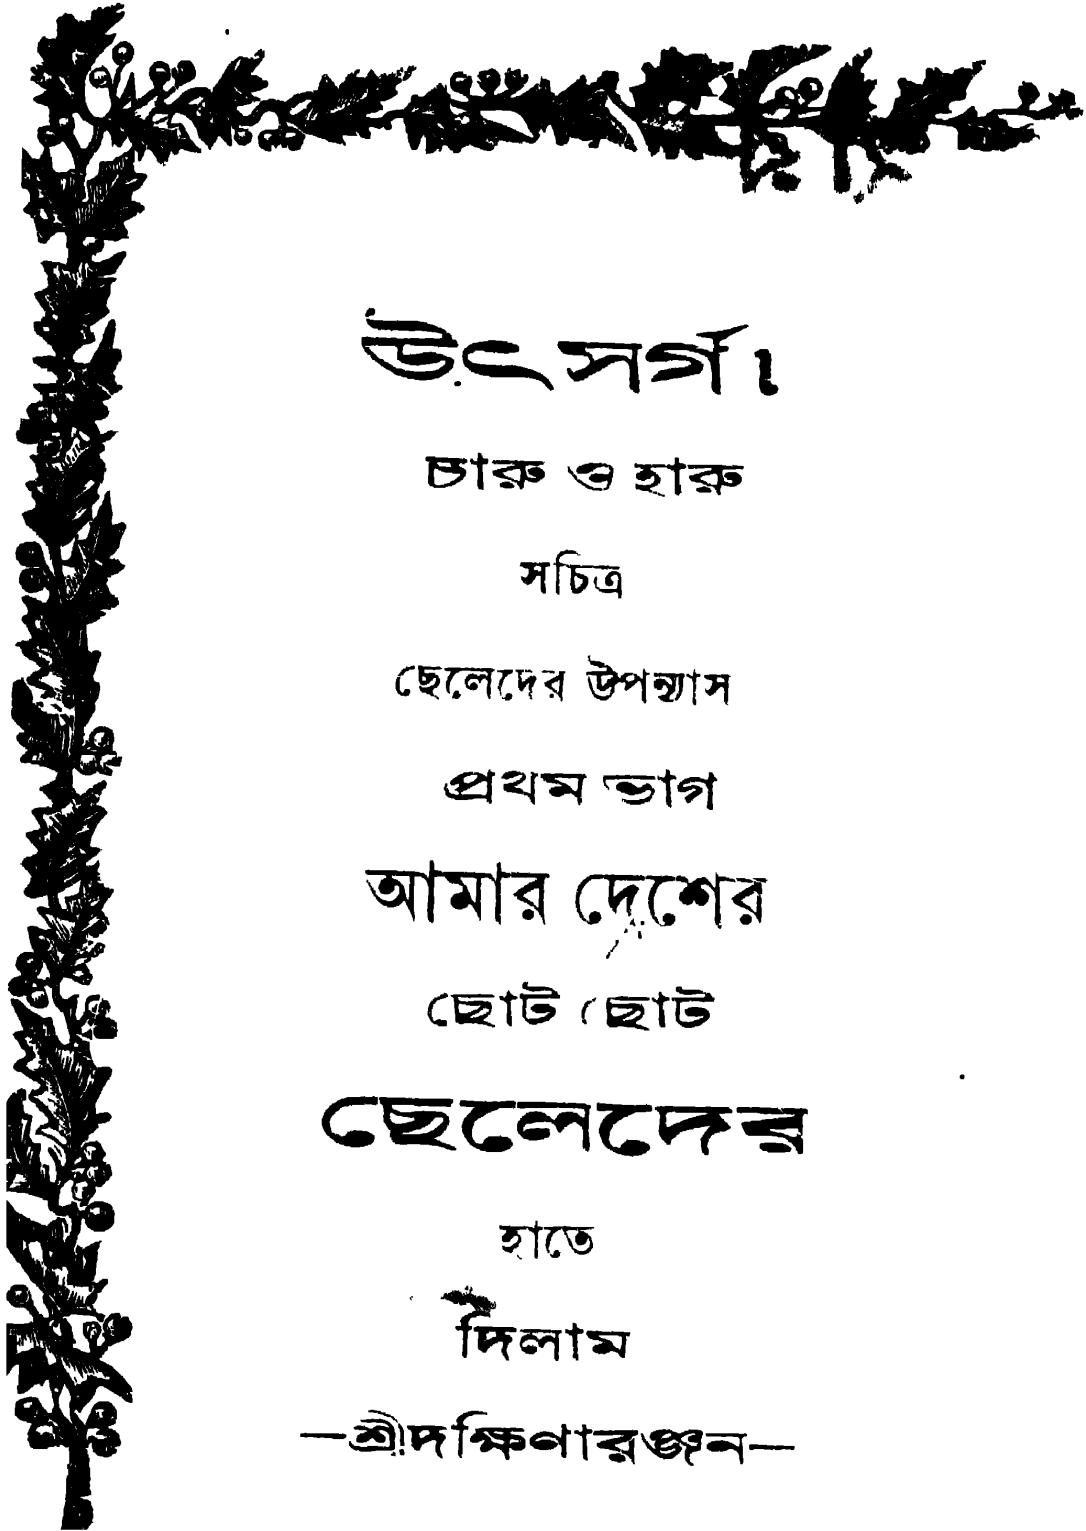 উৎসর্গ।
চারু ও হারু
সচিত্র
ছেলেদের উপন্যাস
প্রথম ভাগ
আমার দেশের
ছোট ছোট
ছেলেদের
হাতে
দিলাম
—শ্রীদক্ষিণারঞ্জন—